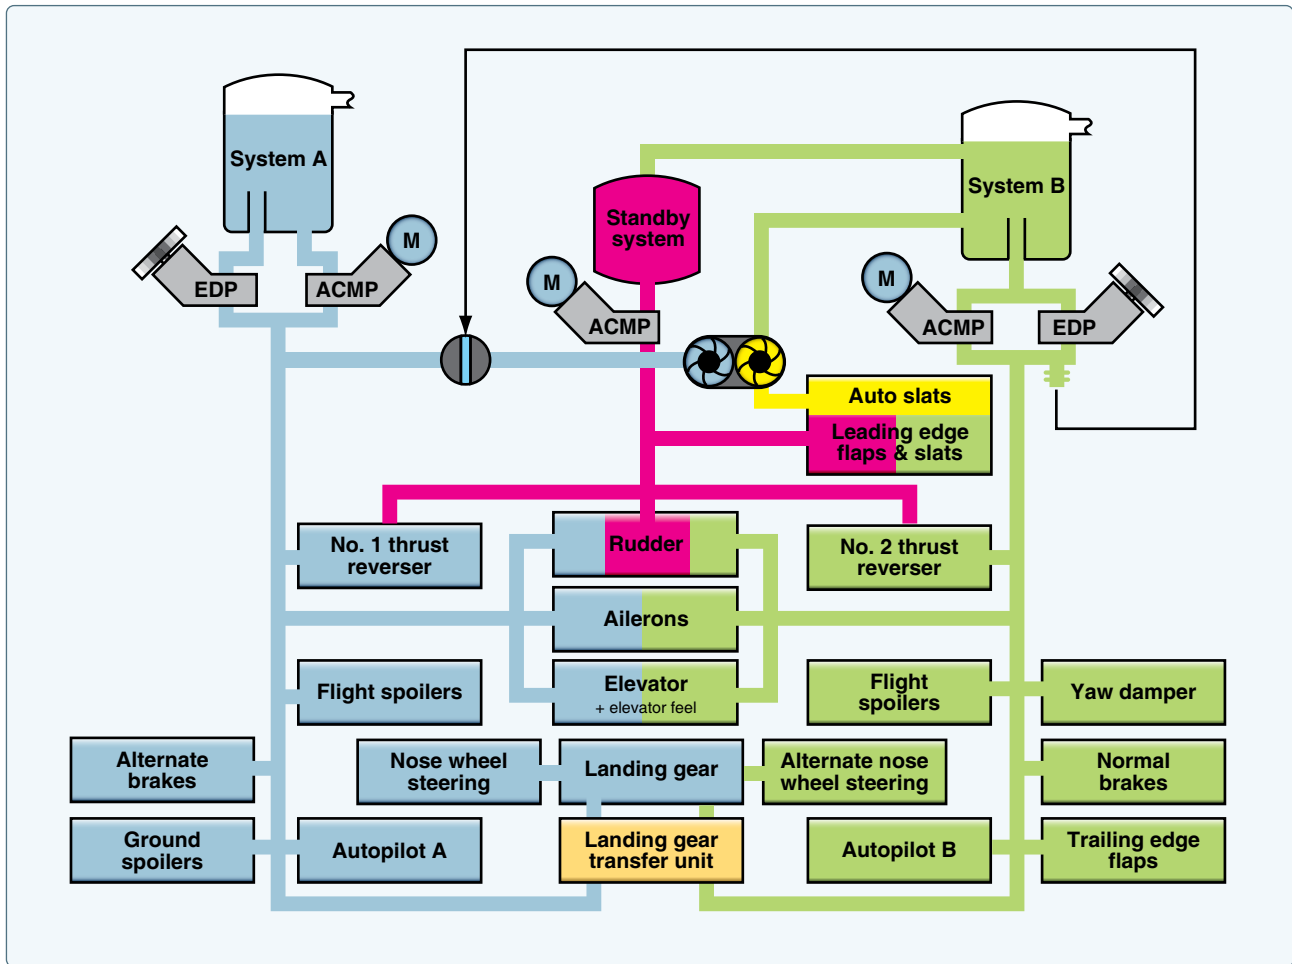 System A
System B
Standby
system
M
EDP
ACMP
M
ACMP
M
ACMP
EDP
Auto slats
Leading edge
flaps & slats
No. 1 thrust
reverser
Rudder
No. 2 thrust
reverser
Ailerons
Flight spoilers
Elevator
+ elevator feel
Flight
spoilers
Yaw damper
Alternate
brakes
Nose wheel
steering
Landing gear
Alternate nose
wheel steering
Normal
brakes
Ground
spoilers
Autopilot A
Landing gear
transfer unit
Autopilot B
Trailing edge
flaps